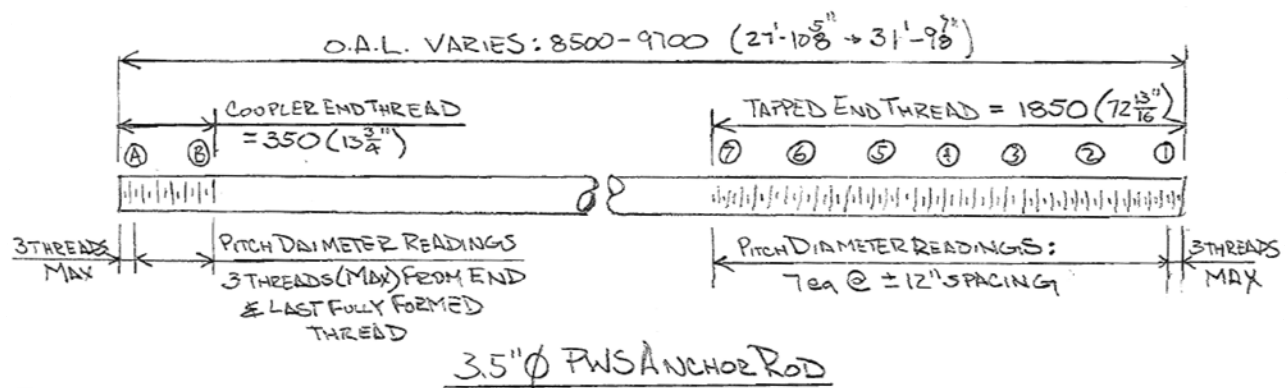 O.A.L. VARIES: 8500-9700 (27'-10 5/8" → 31'-9 7/8")
COUPLER END THREAD
= 350 (13 3/4")
TAPPED END THREAD = 1850 (72 13/16")
A B
7 6 5 4 3 2 1
3 THREADS
MAX
PITCH DAIMETER READINGS
3 THREADS (MAX) FROM END
& LAST FULLY FORMED
THREAD
PITCH DIAMETER READINGS:
7ea @ ±12" SPACING
3 THREADS
MAX
3.5"Ø PWS ANCHOR ROD